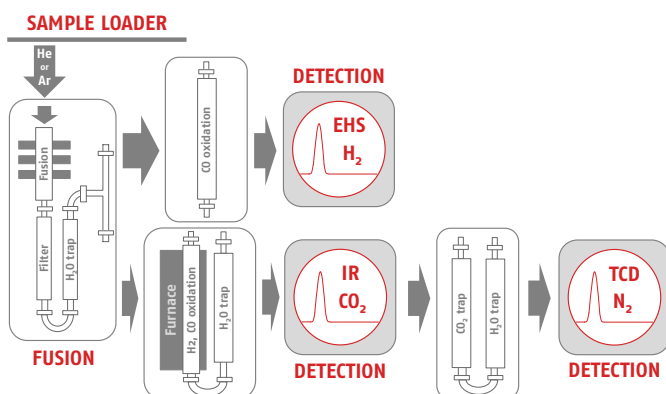 SAMPLE LOADER
He
or
Ar
Fusion
Filter
H₂O trap
FUSION
CO oxidation
DETECTION
EHS
H₂
Furnace
H2, CO oxidation
H₂O trap
IR
CO₂
DETECTION
CO₂ trap
H₂O trap
TCD
N₂
DETECTION